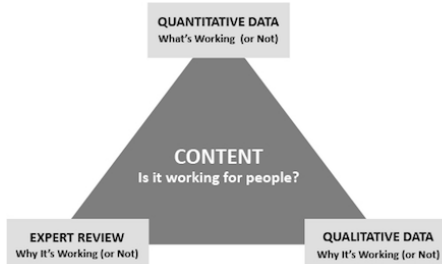 QUANTITATIVE DATA
What's Working (or Not)
CONTENT
Is it working for people?
EXPERT REVIEW
Why It's Working (or Not)
QUALITATIVE DATA
Why It's Working (or Not)